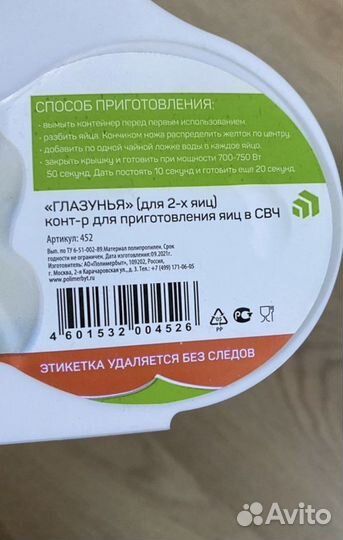 СПОСОБ ПРИГОТОВЛЕНИЯ:
- вымыть контейнер перед первым использованием.
- разбить яйца. Кончиком ножа распределить желток по центру.
- добавить по одной чайной ложке воды в каждое яйцо.
- закрыть крышку и готовить при мощности 700-750 Вт
50 секунд. Дать постоять 10 секунд и готовить еще 20 секунд.
«ГЛАЗУНЬЯ» (для 2-х яиц)
конт-р для приготовления яиц в СВЧ
Артикул: 452
Вып. по ТУ 6-51-002-89.Материал полипропилен. Срок
годности не ограничен. Дата изготовления: 09.2021г.
Изготовитель: АО«Полимербыт», 109202, Россия,
г. Москва, 2-я Карачаровская ул., д.3. Тел.: +7 (499) 171-06-05
www.polimerbyt.ru
4 601532 004526
05
PP
ЭТИКЕТКА УДАЛЯЕТСЯ БЕЗ СЛЕДОВ
Avito